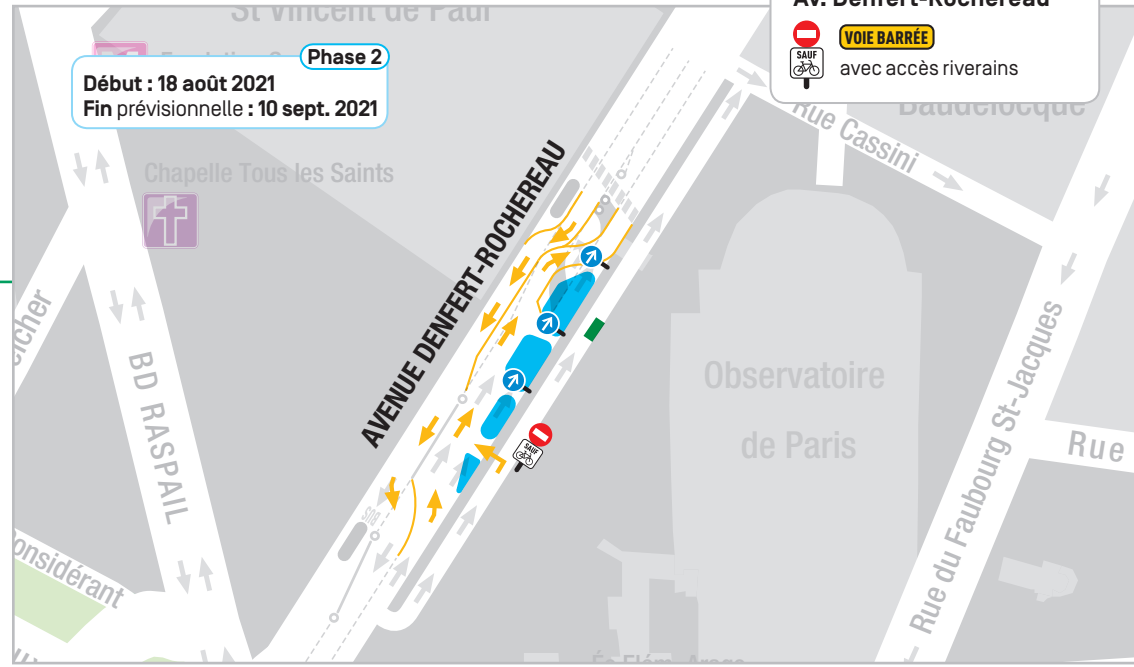 St Vincent de Paul
Av. Denfert-Rochereau
VOIE BARRÉE
SAUF
avec accès riverains
Phase 2
Début : 18 août 2021
Fin prévisionnelle : 10 sept. 2021
Baudelocque
Rue Cassini
Chapelle Tous les Saints
AVENUE DENFERT-ROCHEREAU
BD RASPAIL
Observatoire
de Paris
Rue du Faubourg St-Jacques
Rue
SAUF
BUS